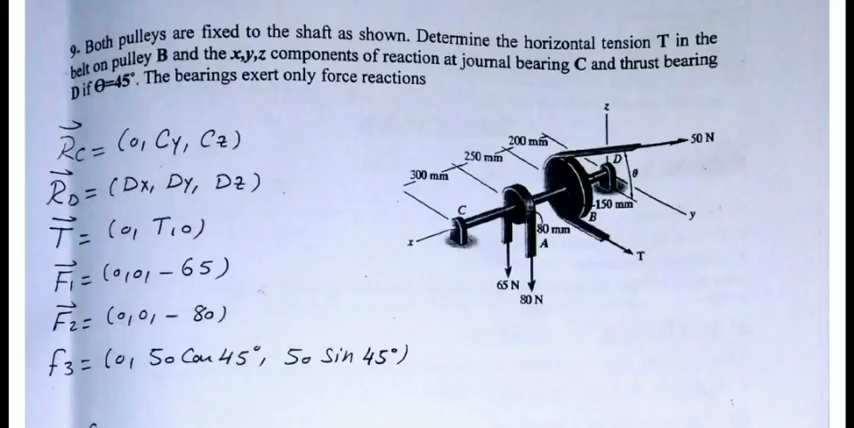 9- Both pulleys are fixed to the shaft as shown. Determine the horizontal tension T in the
belt on pulley B and the x,y,z components of reaction at journal bearing C and thrust bearing
D if Θ=45°. The bearings exert only force reactions
Rc = (0, Cy, Cz)
RD = (Dx, Dy, Dz)
T = (0, T, 0)
F1 = (0,0, -65)
F2 = (0,0, - 80)
f3 = (0, 50 Cos 45°, 50 Sin 45°)
z
50 N
200 mm
250 mm
300 mm
D
θ
150 mm
C
B
y
80 mm
x
A
T
65 N
80 N